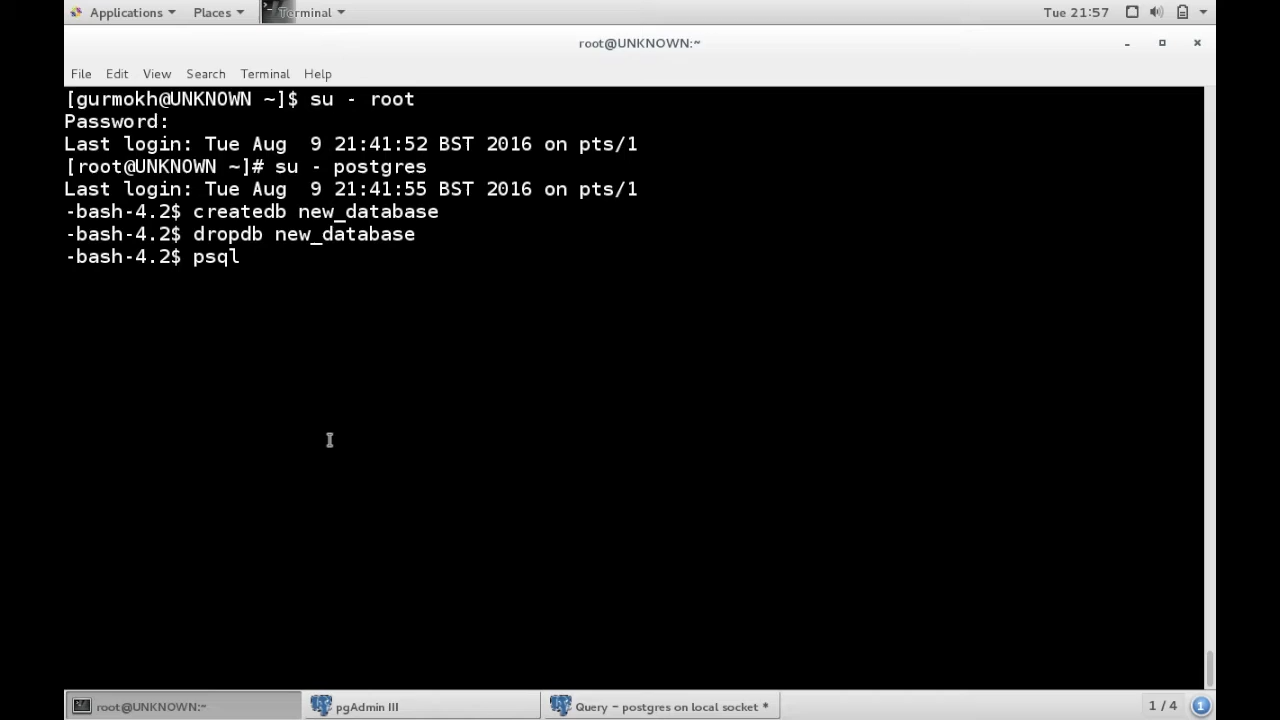 Applications Places Terminal Tue 21:57
root@UNKNOWN:~
File Edit View Search Terminal Help
[gurmokh@UNKNOWN ~]$ su - root
Password:
Last login: Tue Aug  9 21:41:52 BST 2016 on pts/1
[root@UNKNOWN ~]# su - postgres
Last login: Tue Aug  9 21:41:55 BST 2016 on pts/1
-bash-4.2$ createdb new_database
-bash-4.2$ dropdb new_database
-bash-4.2$ psql
root@UNKNOWN:~ pgAdmin III Query - postgres on local socket * 1 / 4 1